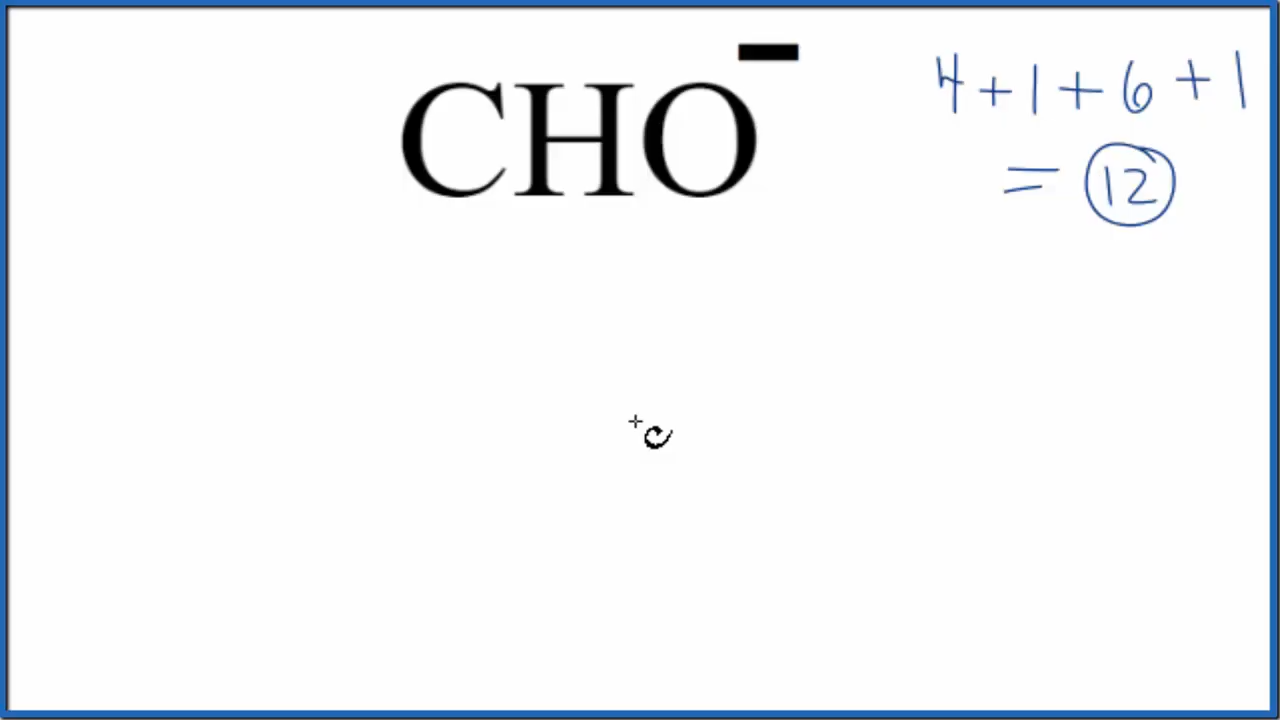 CHO⁻
4 + 1 + 6 + 1
= 12